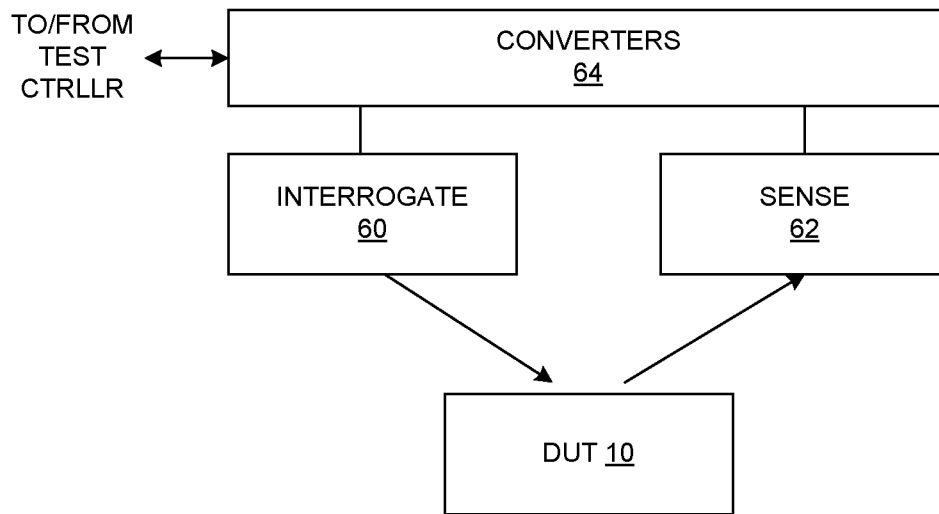 TO/FROM
TEST
CTRLLR
CONVERTERS
64
INTERROGATE
60
SENSE
62
DUT 10